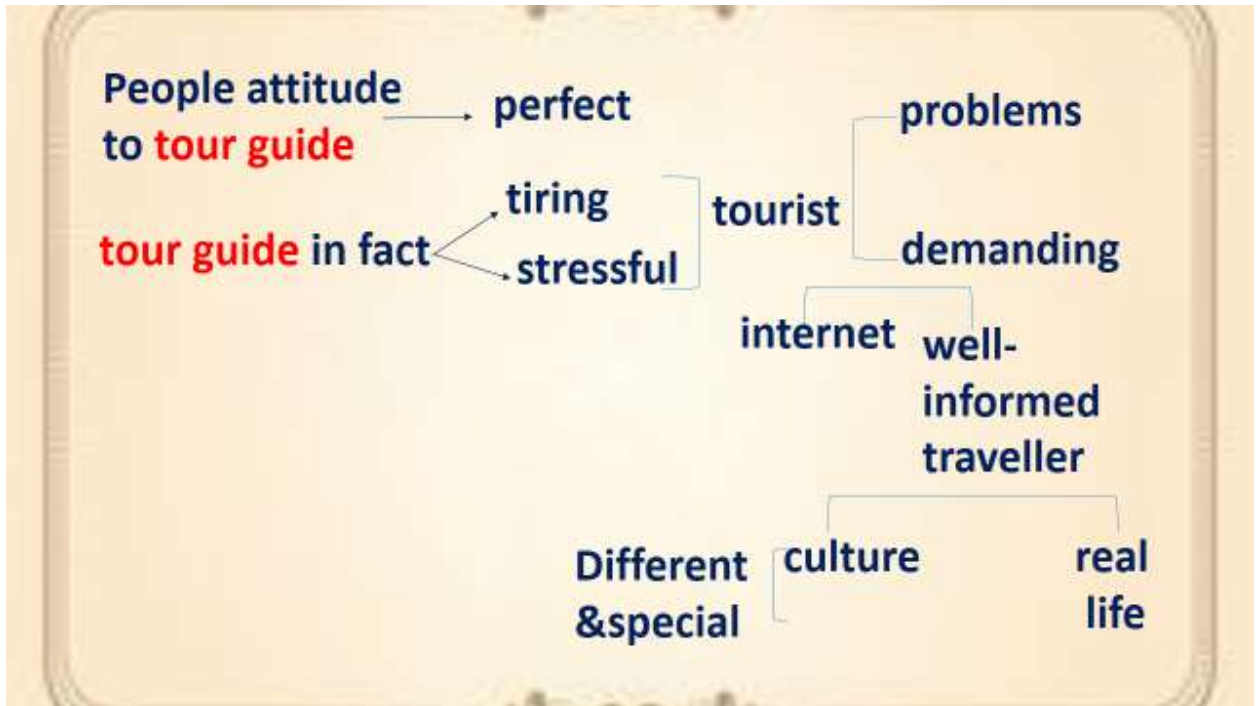 People attitude
to tour guide
perfect
problems
tiring
tourist
tour guide in fact
stressful
demanding
internet
well-
informed
traveller
Different
&special
culture
real
life